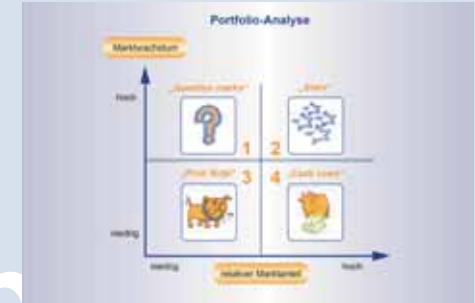 Portfolio-Analyse
Marktwachstum
hoch
„Question marks“
„Stars“
1 2
„Poor dogs“ 3
4 „Cash cows“
niedrig
niedrig
relativer Marktanteil
hoch